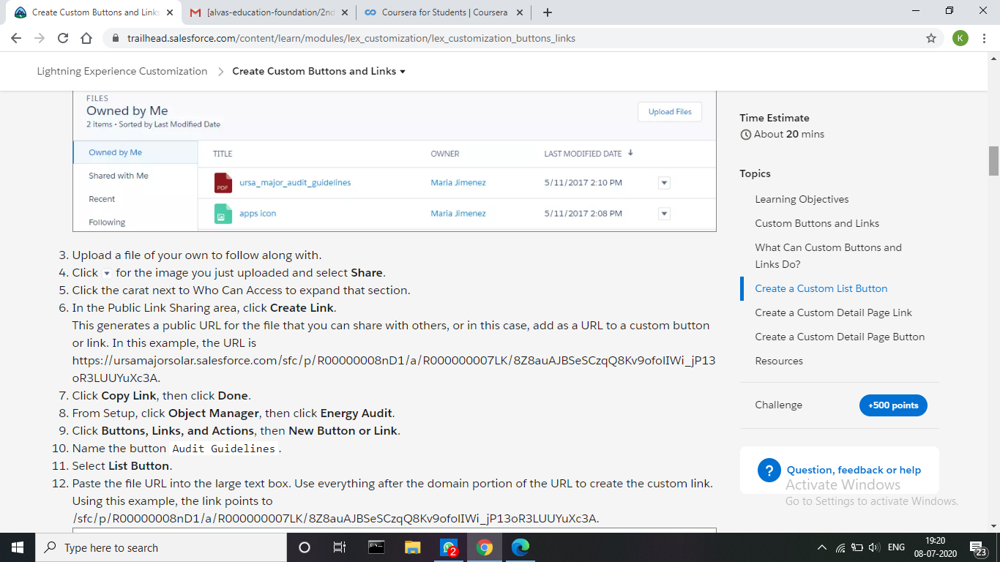 Create Custom Buttons and Links
[alvas-education-foundation/2nd
Coursera for Students | Coursera
trailhead.salesforce.com/content/learn/modules/lex_customization/lex_customization_buttons_links
K
Lightning Experience Customization > Create Custom Buttons and Links
FILES
Owned by Me
2 items • Sorted by Last Modified Date
Upload Files
Owned by Me
Shared with Me
Recent
Following
TITLE OWNER LAST MODIFIED DATE
PDF ursa_major_audit_guidelines Maria Jimenez 5/11/2017 2:10 PM
apps icon Maria Jimenez 5/11/2017 2:08 PM
3. Upload a file of your own to follow along with.
4. Click for the image you just uploaded and select Share.
5. Click the carat next to Who Can Access to expand that section.
6. In the Public Link Sharing area, click Create Link.
This generates a public URL for the file that you can share with others, or in this case, add as a URL to a custom button
or link. In this example, the URL is
https://ursamajorsolar.salesforce.com/sfc/p/R00000008nD1/a/R000000007LK/8Z8auAJBSeSCzqQ8Kv9ofoIIWi_jP13
oR3LUUYuXc3A.
7. Click Copy Link, then click Done.
8. From Setup, click Object Manager, then click Energy Audit.
9. Click Buttons, Links, and Actions, then New Button or Link.
10. Name the button Audit Guidelines.
11. Select List Button.
12. Paste the file URL into the large text box. Use everything after the domain portion of the URL to create the custom link.
Using this example, the link points to
/sfc/p/R00000008nD1/a/R000000007LK/8Z8auAJBSeSCzqQ8Kv9ofoIIWi_jP13oR3LUUYuXc3A.
Time Estimate
About 20 mins
Topics
Learning Objectives
Custom Buttons and Links
What Can Custom Buttons and
Links Do?
Create a Custom List Button
Create a Custom Detail Page Link
Create a Custom Detail Page Button
Resources
Challenge +500 points
? Question, feedback or help
Activate Windows
Go to Settings to activate Windows.
Type here to search
2
ENG
19:20
08-07-2020
23